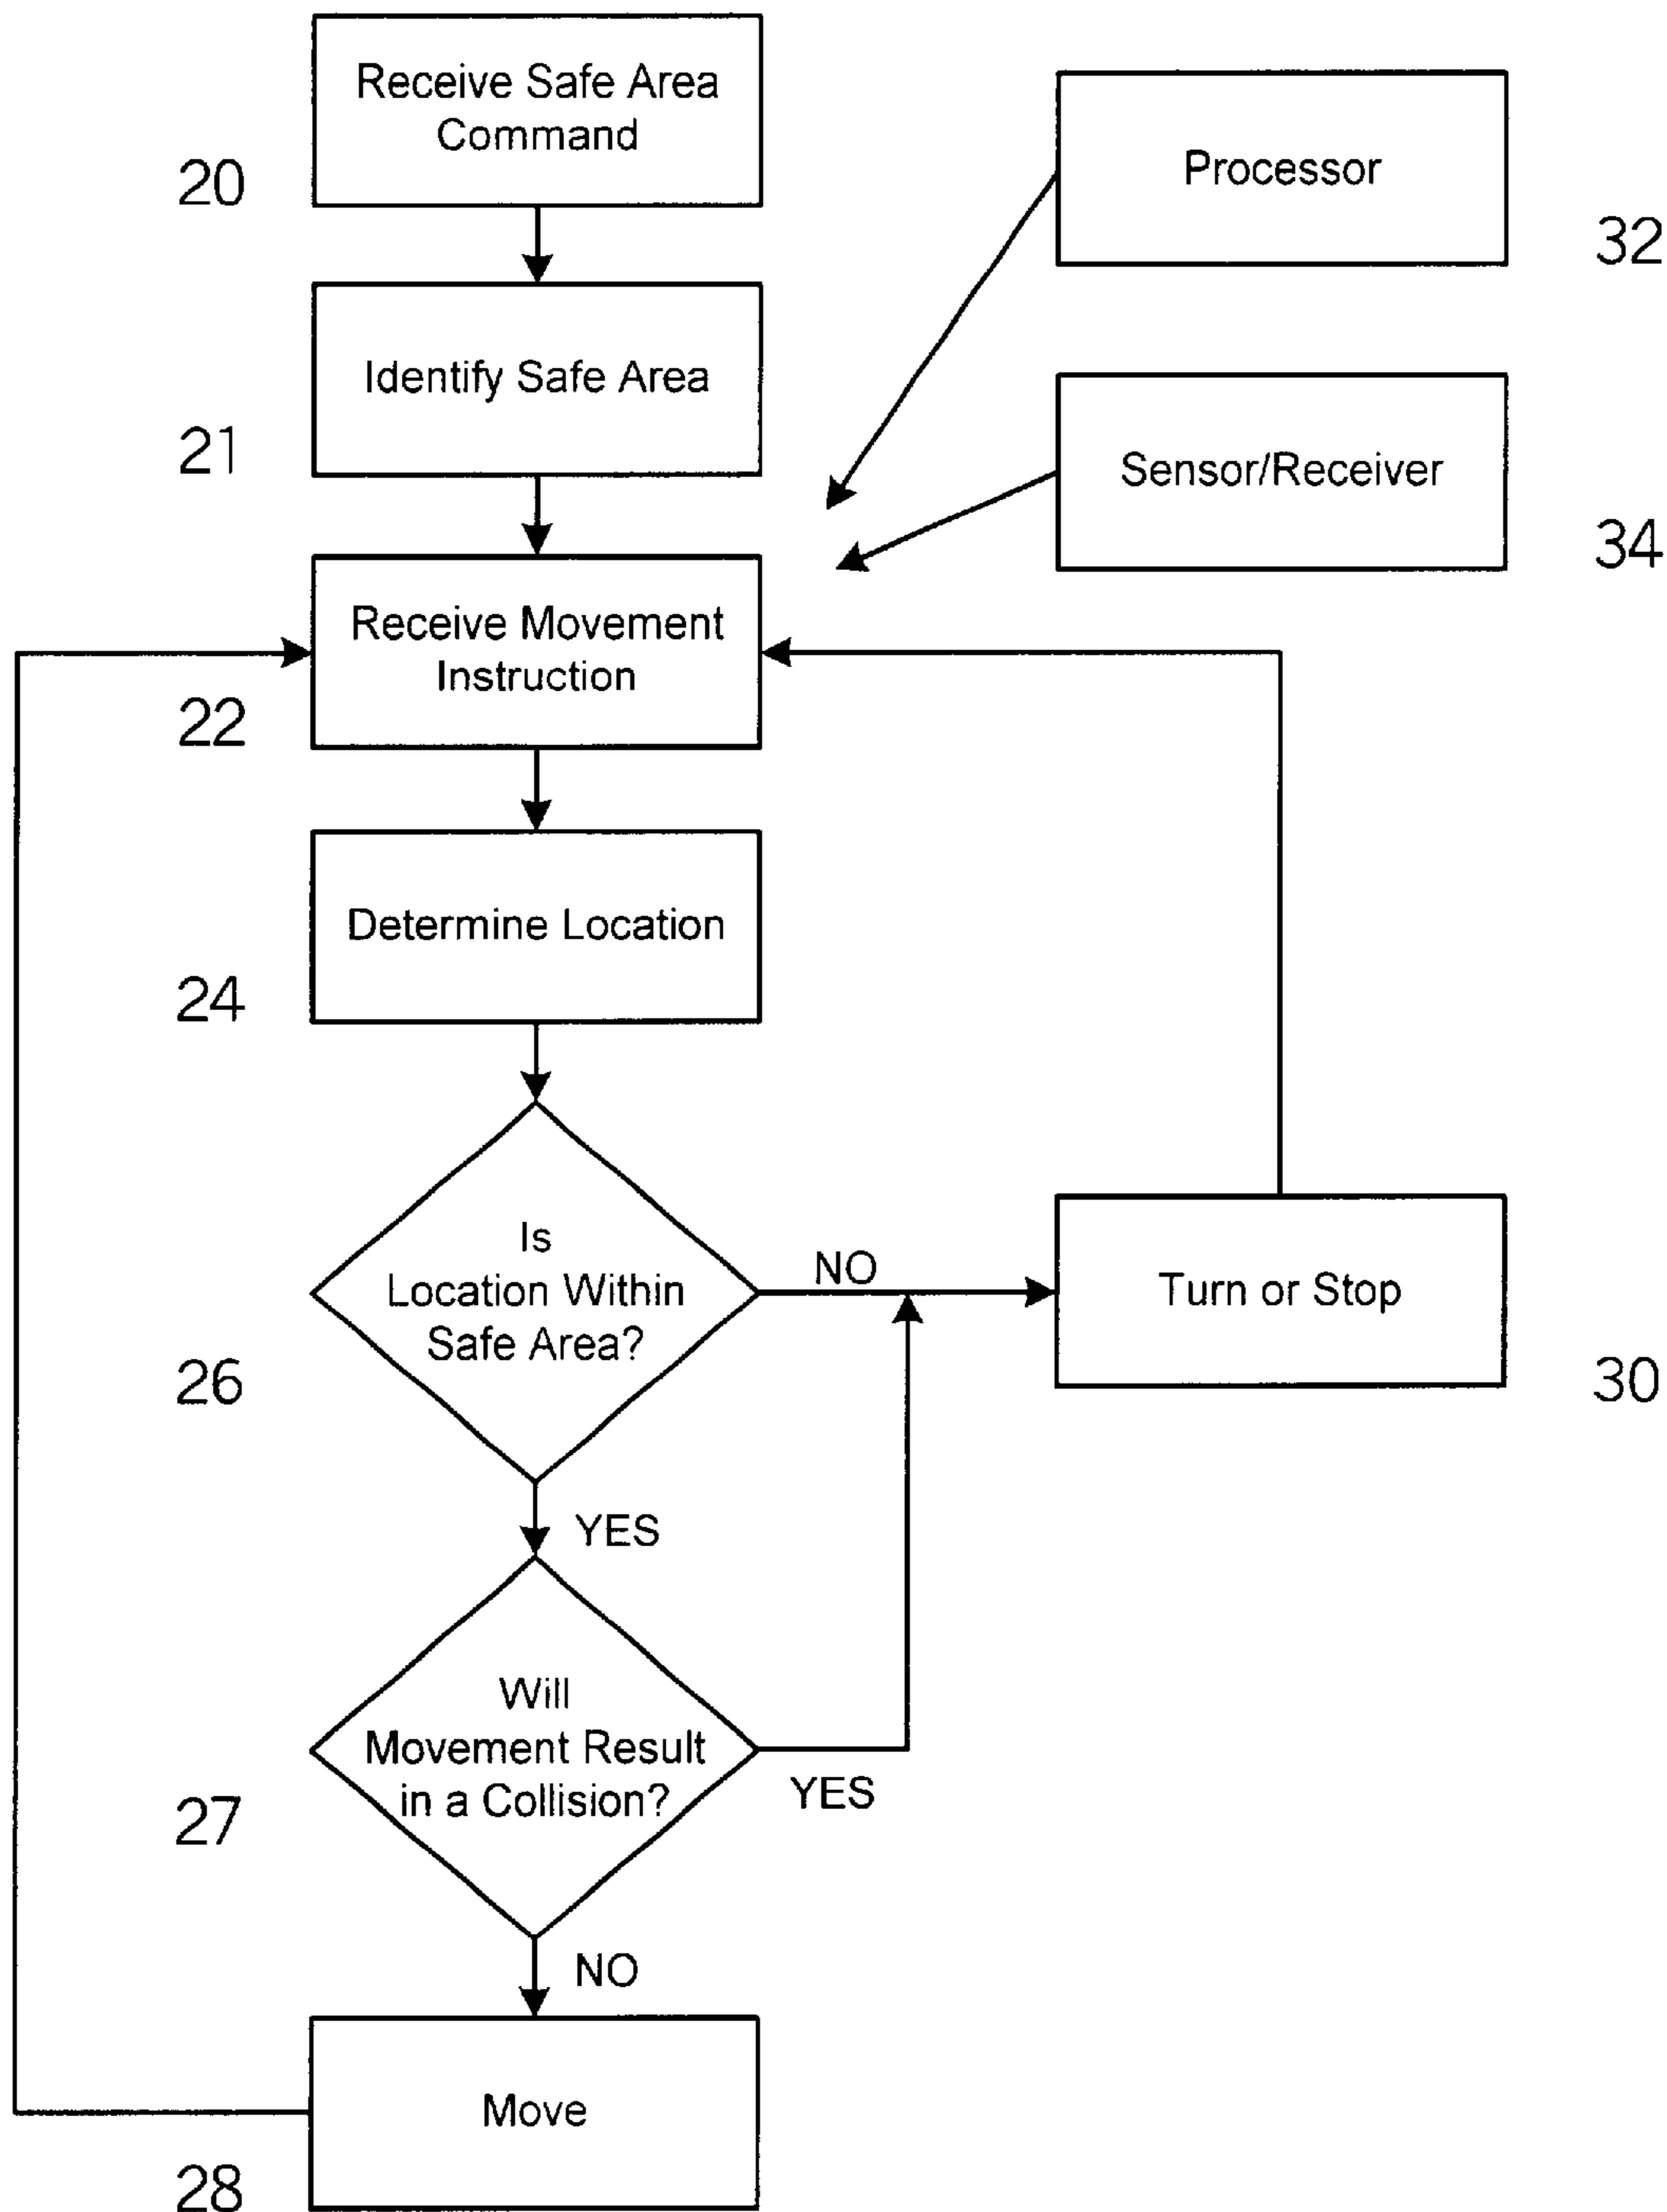 Receive Safe Area
Command
20
Processor
32
Identify Safe Area
21
Sensor/Receiver
34
Receive Movement
Instruction
22
Determine Location
24
Is
Location Within
Safe Area?
26
NO
Turn or Stop
30
YES
Will
Movement Result
in a Collision?
27
YES
NO
Move
28